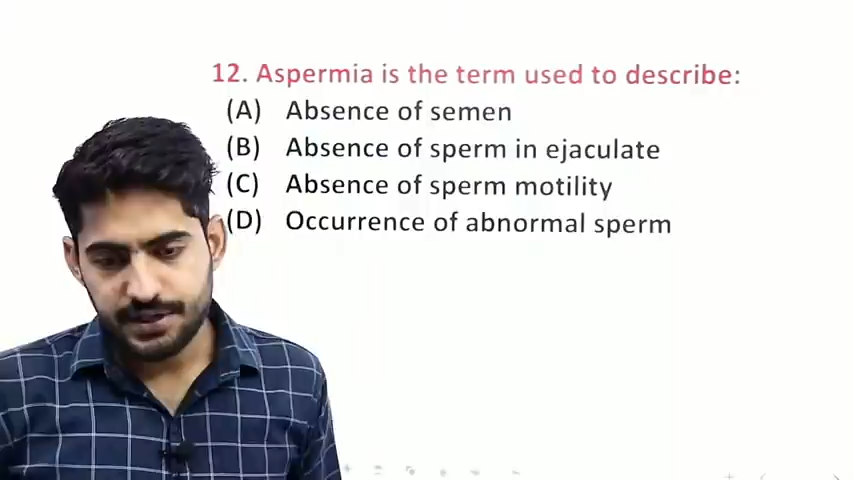 12. Aspermia is the term used to describe:
(A) Absence of semen
(B) Absence of sperm in ejaculate
(C) Absence of sperm motility
(D) Occurrence of abnormal sperm